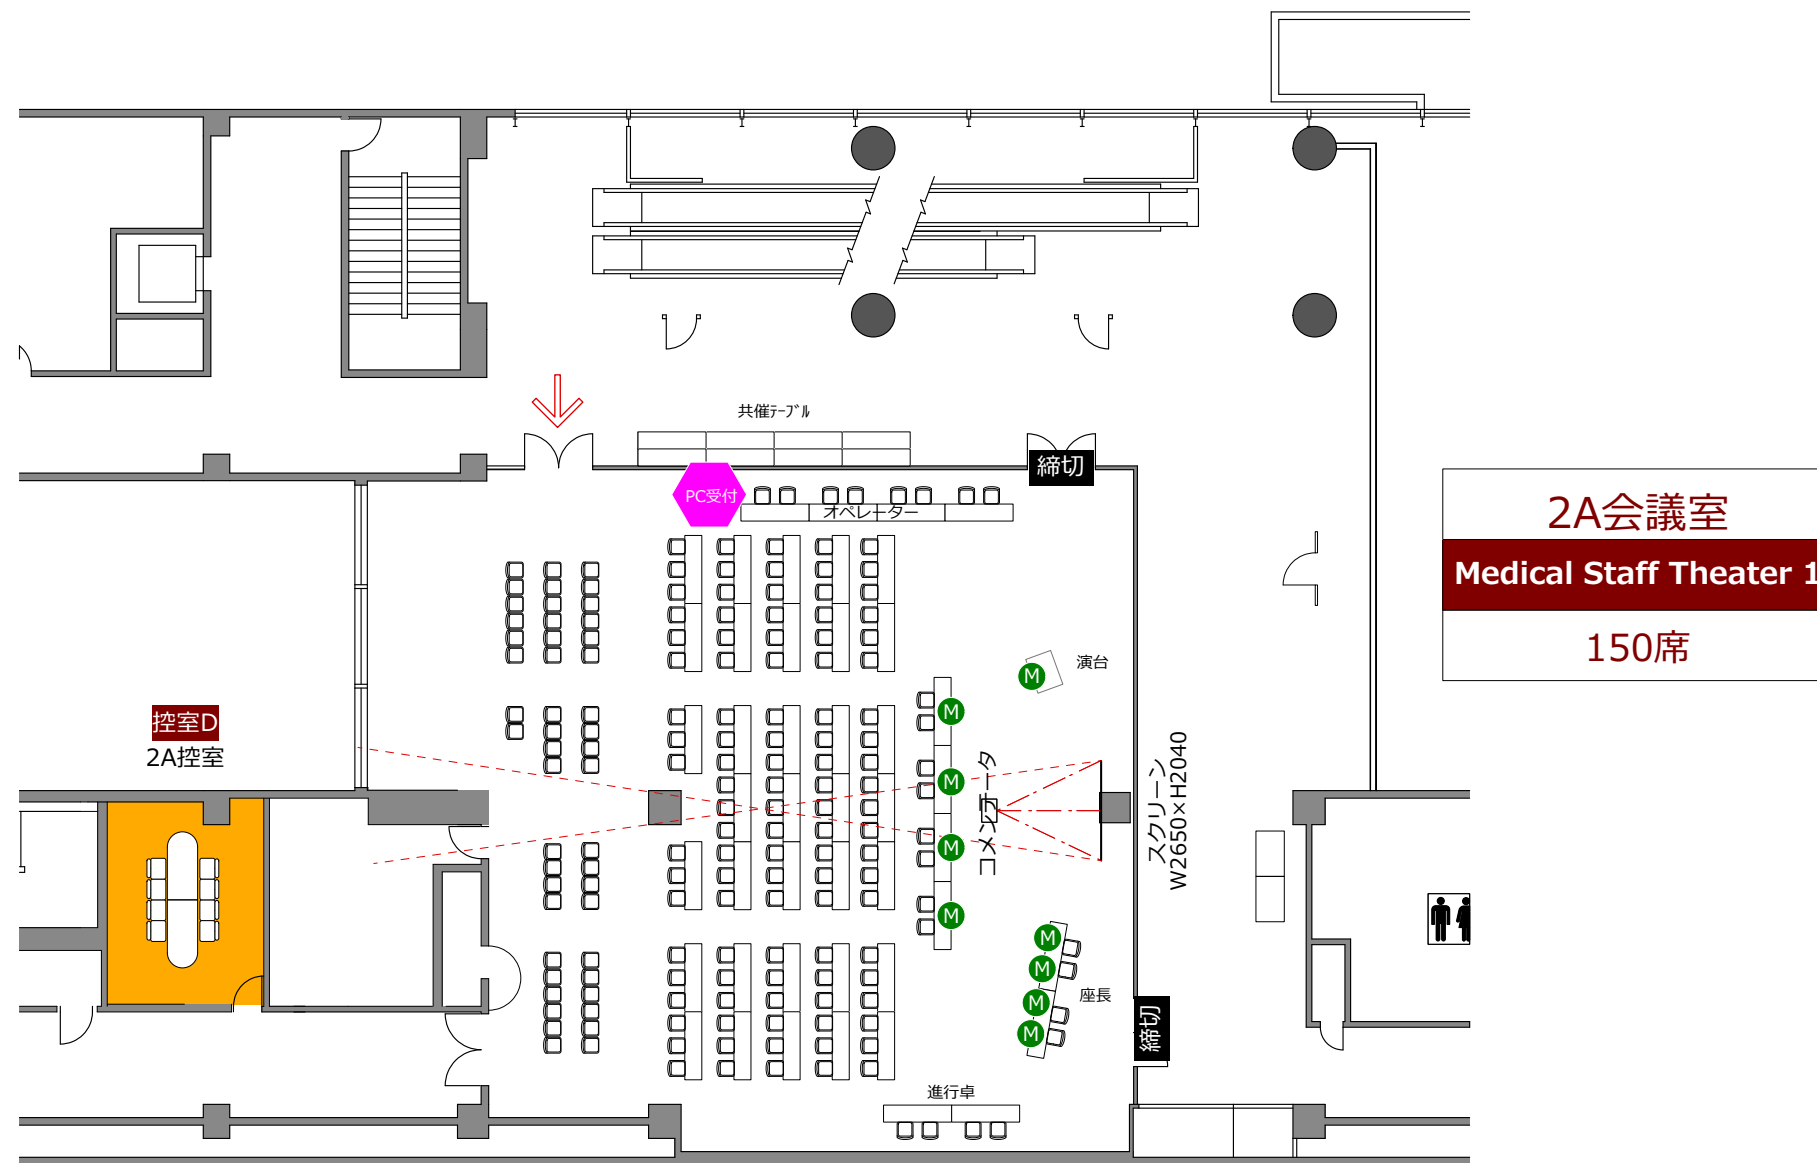 共催ﾃｰﾌﾞﾙ
締切
PC受付
オペレーター
2A会議室
Medical Staff Theater 1
150席
演台
M
M
控室D
2A控室
コメンテータ
スクリーン
W2650×H2040
M
M
M
M
M
M
M
座長
締切
進行卓